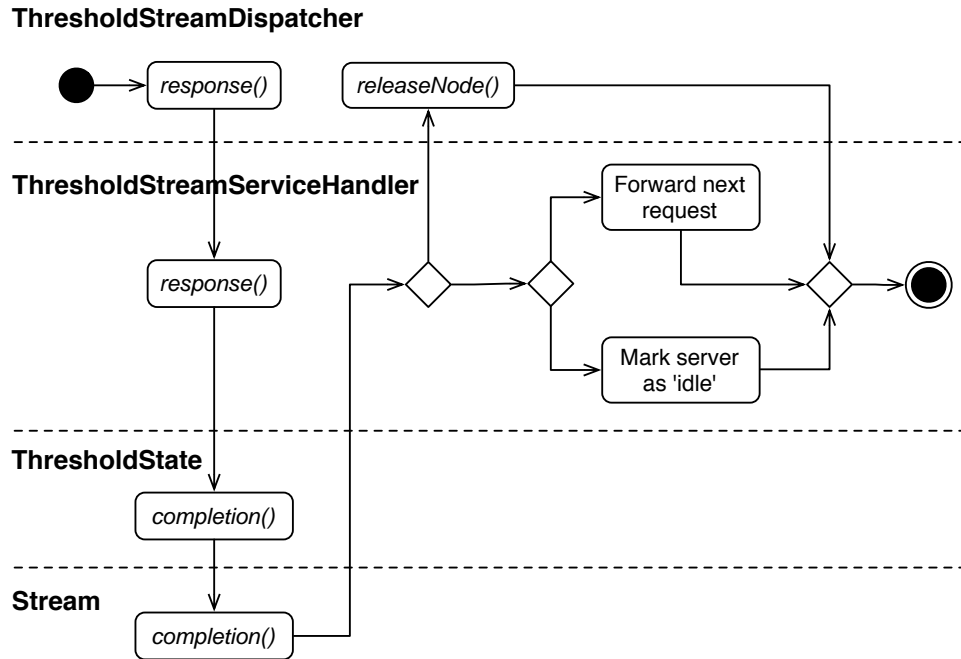 ThresholdStreamDispatcher
response()
releaseNode()
ThresholdStreamServiceHandler
Forward next
request
response()
Mark server
as 'idle'
ThresholdState
completion()
Stream
completion()